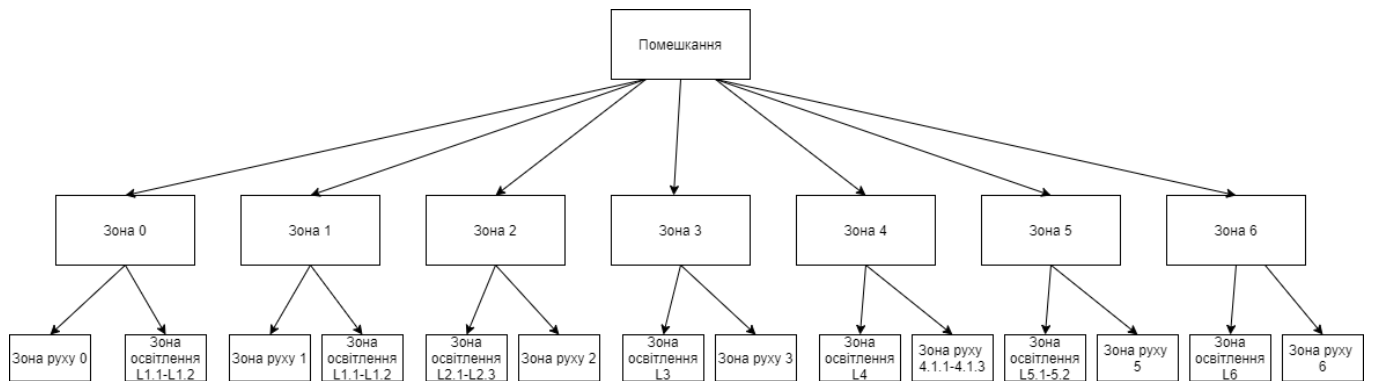 Помешкання
Зона 0
Зона 1
Зона 2
Зона 3
Зона 4
Зона 5
Зона 6
Зона руху 0
Зона
освітлення
L1.1-L1.2
Зона руху 1
Зона
освітлення
L1.1-L1.2
Зона
освітлення
L2.1-L2.3
Зона руху 2
Зона
освітлення
L3
Зона руху 3
Зона
освітлення
L4
Зона руху
4.1.1-4.1.3
Зона
освітлення
L5.1-5.2
Зона руху
5
Зона
освітлення
L6
Зона руху
6